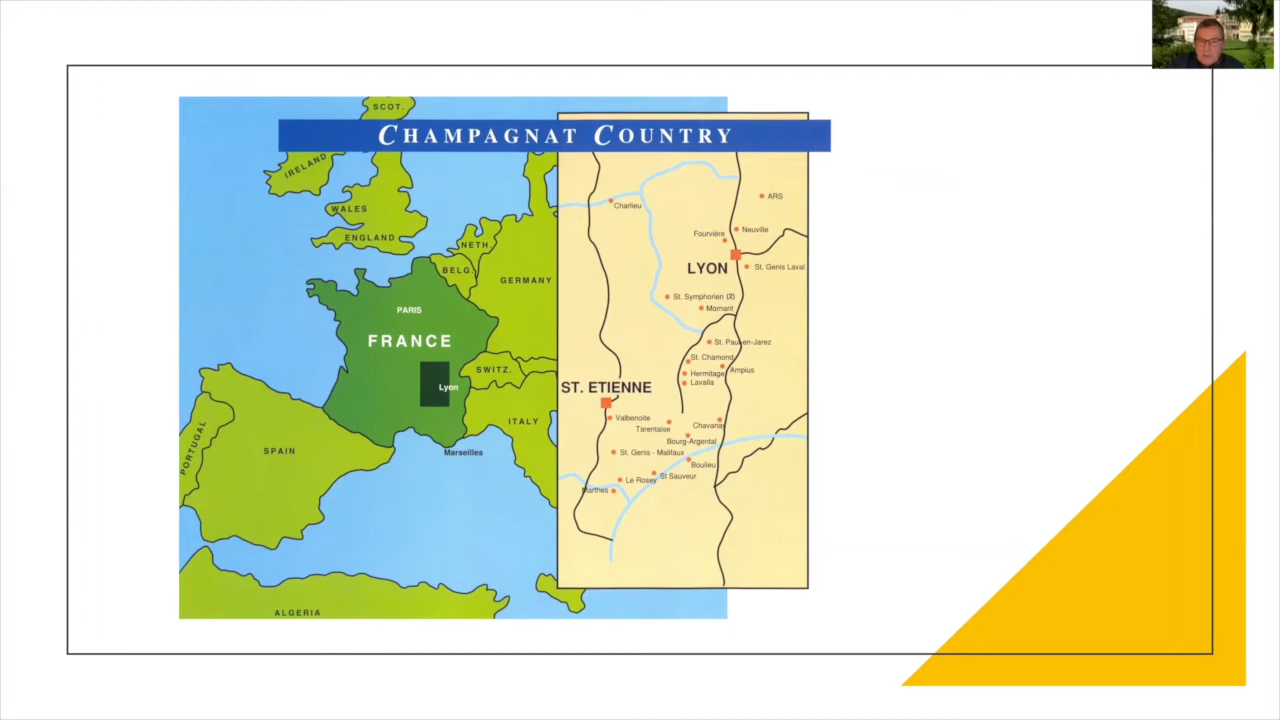 CHAMPAGNAT COUNTRY
SCOT.
IRELAND
WALES
ENGLAND
NETH.
BELG.
GERMANY
PARIS
FRANCE
SWITZ.
Lyon
ITALY
PORTUGAL
SPAIN
Marseilles
ALGERIA
ARS
Charlieu
Neuville
Fourvière
LYON
St. Genis Laval
St. Symphorien (2)
Mornant
St. Paul-en-Jarez
St. Chamond
Ampius
Hermitage
Lavalla
ST. ETIENNE
Valbenoite
Tarentaise
Chavanay
Bourg-Argental
St. Genis - Malifaux
Boulieu
St Sauveur
Le Rosey
Marlhes